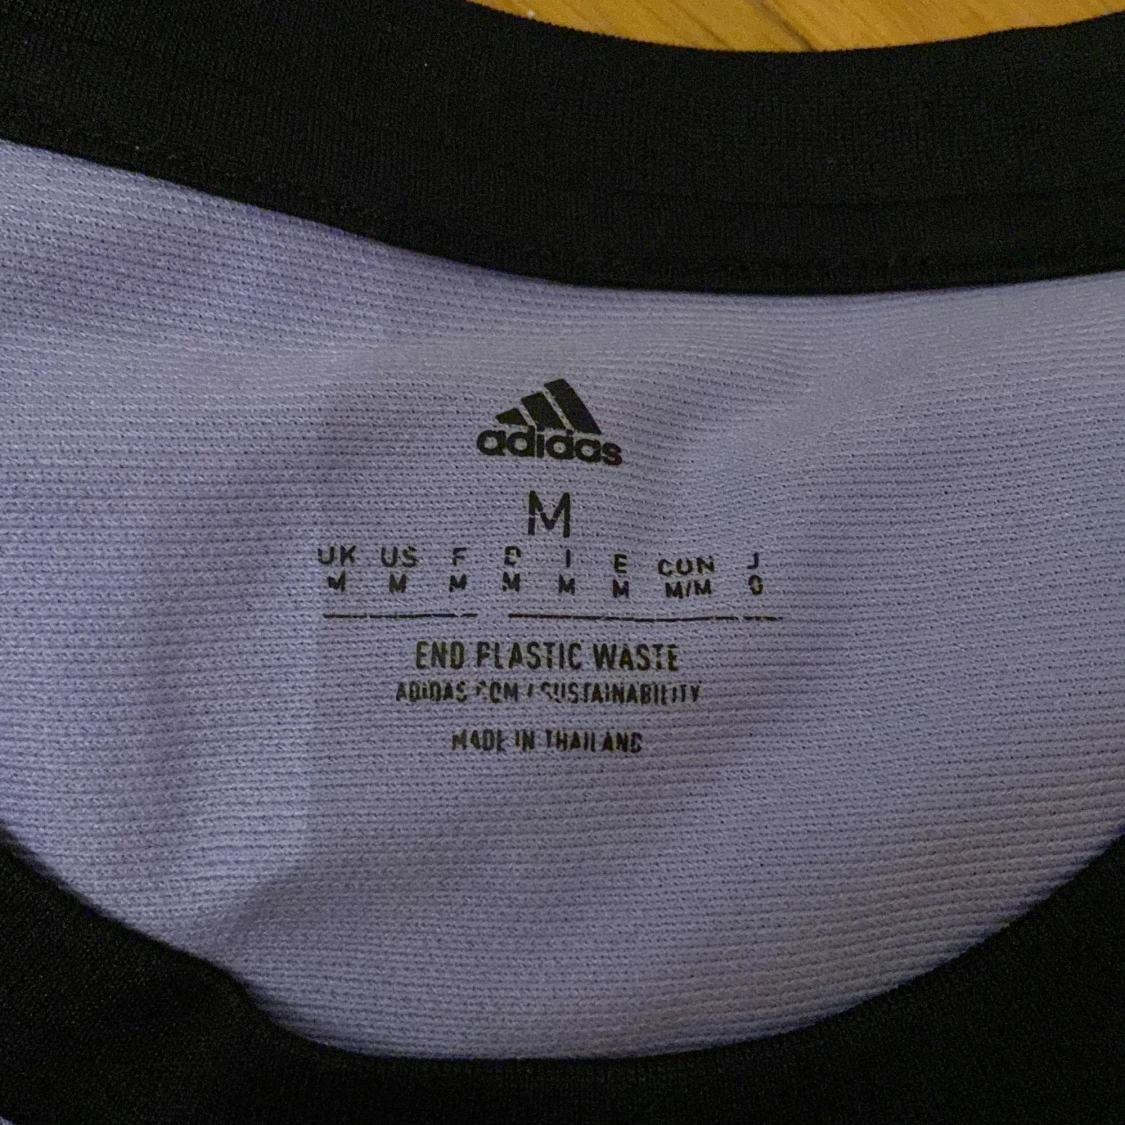 adidas
M
UK US F D I E CON J
M M M M M M M/M O
END PLASTIC WASTE
ADIDAS.COM / SUSTAINABILITY
MADE IN THAILAND